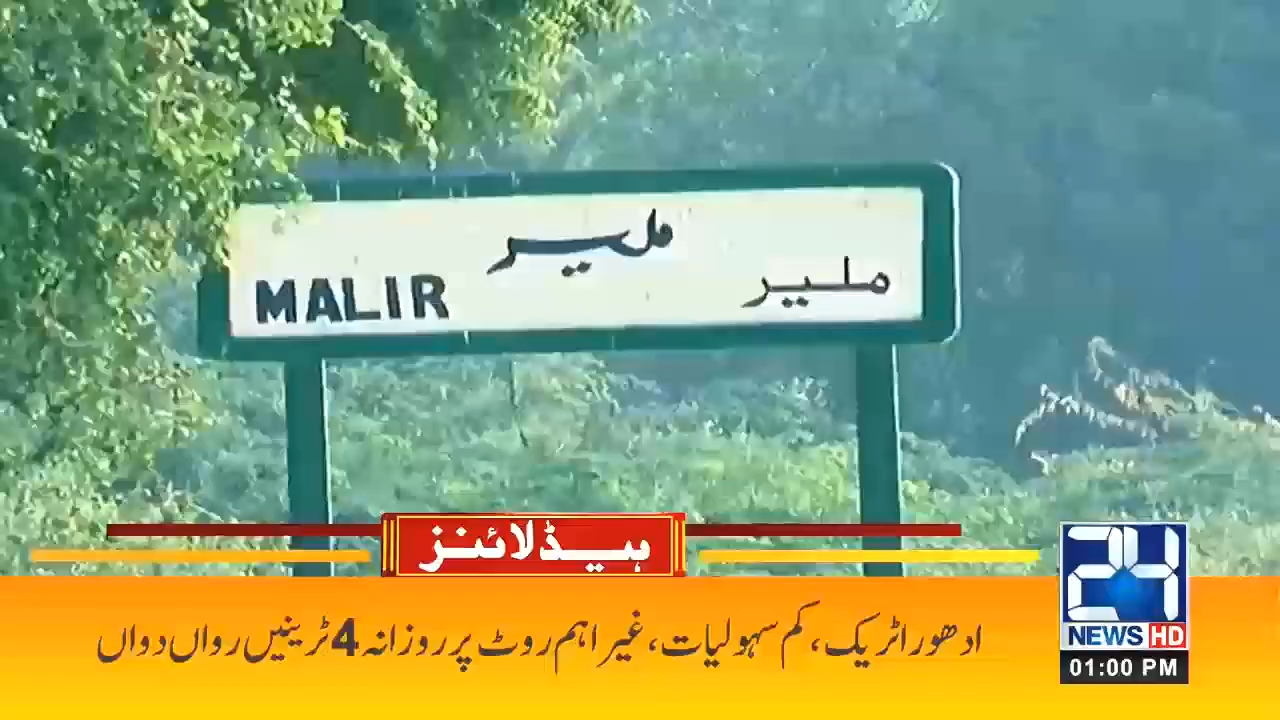 ملیر
MALIR
ملير
ہیڈلائنز
ادھورا ٹریک، کم سہولیات، غیر اہم روٹ پر روزانہ 4 ٹرینیں رواں دواں
24
NEWS HD
01:00 PM